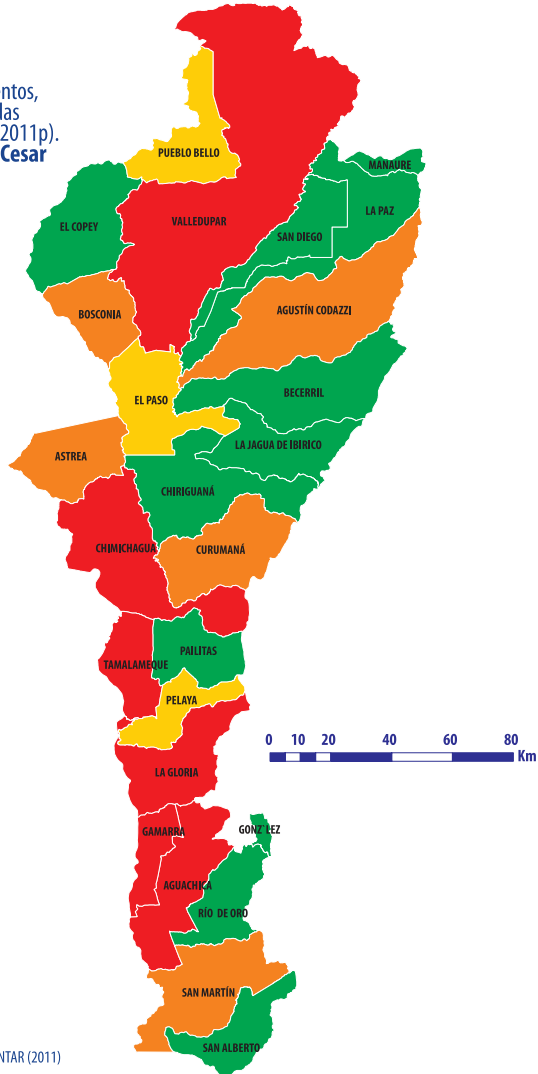 entos,
las
2011p).
Cesar
PUEBLO BELLO
MANAURE
VALLEDUPAR
LA PAZ
EL COPEY
SAN DIEGO
BOSCONIA
AGUSTÍN CODAZZI
BECERRIL
EL PASO
LA JAGUA DE IBIRICO
ASTREA
CHIRIGUANÁ
CHIMICHAGUA
CURUMANÁ
PAILITAS
TAMALAMEQUE
PELAYA
0 10 20 40 60 80
Km
LA GLORIA
GAMARRA
GONZ´LEZ
AGUACHICA
RÍO DE ORO
SAN MARTÍN
SAN ALBERTO
NTAR (2011)